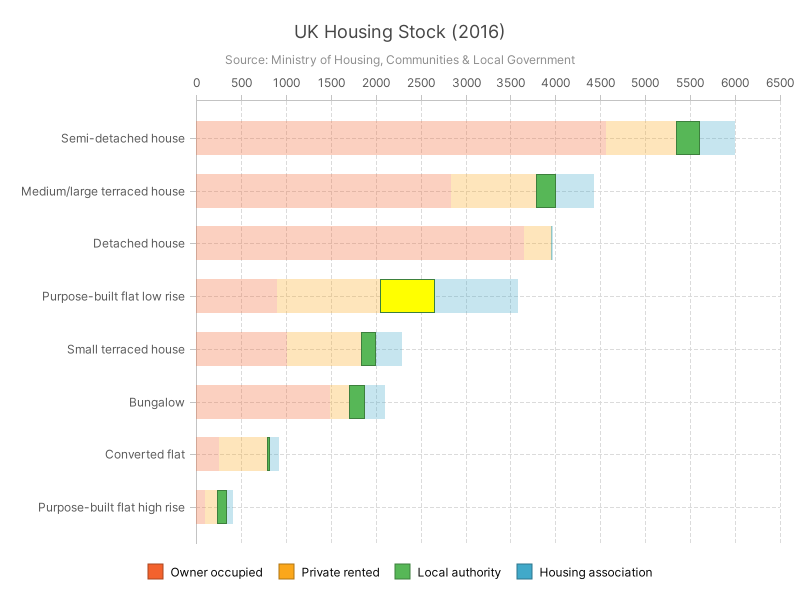 UK Housing Stock (2016)
Source: Ministry of Housing, Communities & Local Government
0 500 1000 1500 2000 2500 3000 3500 4000 4500 5000 5500 6000 6500
Semi-detached house
Medium/large terraced house
Detached house
Purpose-built flat low rise
Small terraced house
Bungalow
Converted flat
Purpose-built flat high rise
Owner occupied Private rented Local authority Housing association